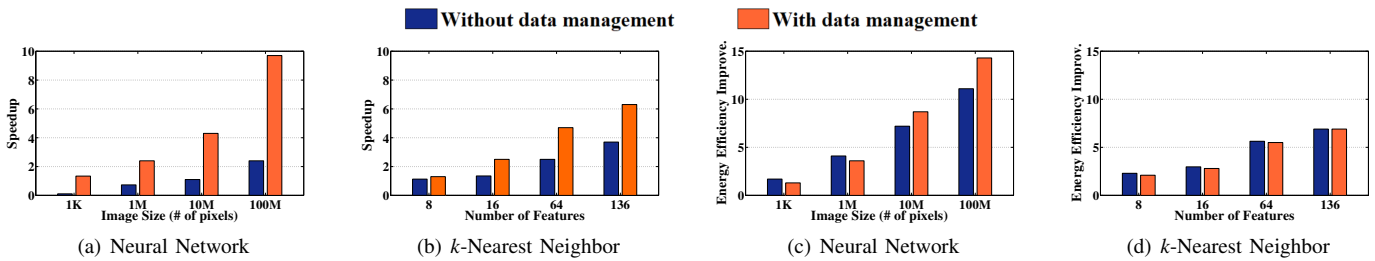 Without data management
With data management
Speedup
10
8
6
4
2
0
1K
1M
10M
100M
Image Size (# of pixels)
(a) Neural Network
Speedup
10
8
6
4
2
0
8
16
64
136
Number of Features
(b) k-Nearest Neighbor
Energy Efficiency Improve.
15
10
5
0
1K
1M
10M
100M
Image Size (# of pixels)
(c) Neural Network
Energy Efficiency Improve.
15
10
5
0
8
16
64
136
Number of Features
(d) k-Nearest Neighbor